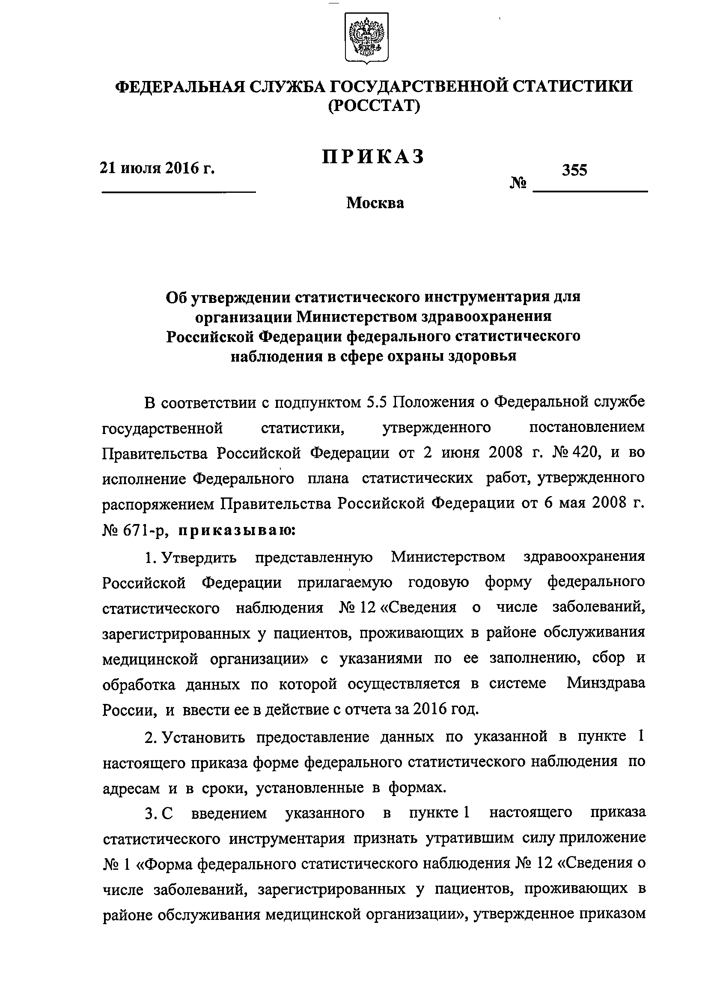 ФЕДЕРАЛЬНАЯ СЛУЖБА ГОСУДАРСТВЕННОЙ СТАТИСТИКИ
(РОССТАТ)
ПРИКАЗ
21 июля 2016 г.
355
№
Москва
Об утверждении статистического инструментария для
организации Министерством здравоохранения
Российской Федерации федерального статистического
наблюдения в сфере охраны здоровья
В соответствии с подпунктом 5.5 Положения о Федеральной службе
государственной статистики, утвержденного постановлением
Правительства Российской Федерации от 2 июня 2008 г. № 420, и во
исполнение Федерального плана статистических работ, утвержденного
распоряжением Правительства Российской Федерации от 6 мая 2008 г.
№ 671-р, приказываю:
1. Утвердить представленную Министерством здравоохранения
Российской Федерации прилагаемую годовую форму федерального
статистического наблюдения № 12 «Сведения о числе заболеваний,
зарегистрированных у пациентов, проживающих в районе обслуживания
медицинской организации» с указаниями по ее заполнению, сбор и
обработка данных по которой осуществляется в системе Минздрава
России, и ввести ее в действие с отчета за 2016 год.
2. Установить предоставление данных по указанной в пункте 1
настоящего приказа форме федерального статистического наблюдения по
адресам и в сроки, установленные в формах.
3. С введением указанного в пункте 1 настоящего приказа
статистического инструментария признать утратившим силу приложение
№ 1 «Форма федерального статистического наблюдения № 12 «Сведения о
числе заболеваний, зарегистрированных у пациентов, проживающих в
районе обслуживания медицинской организации», утвержденное приказом